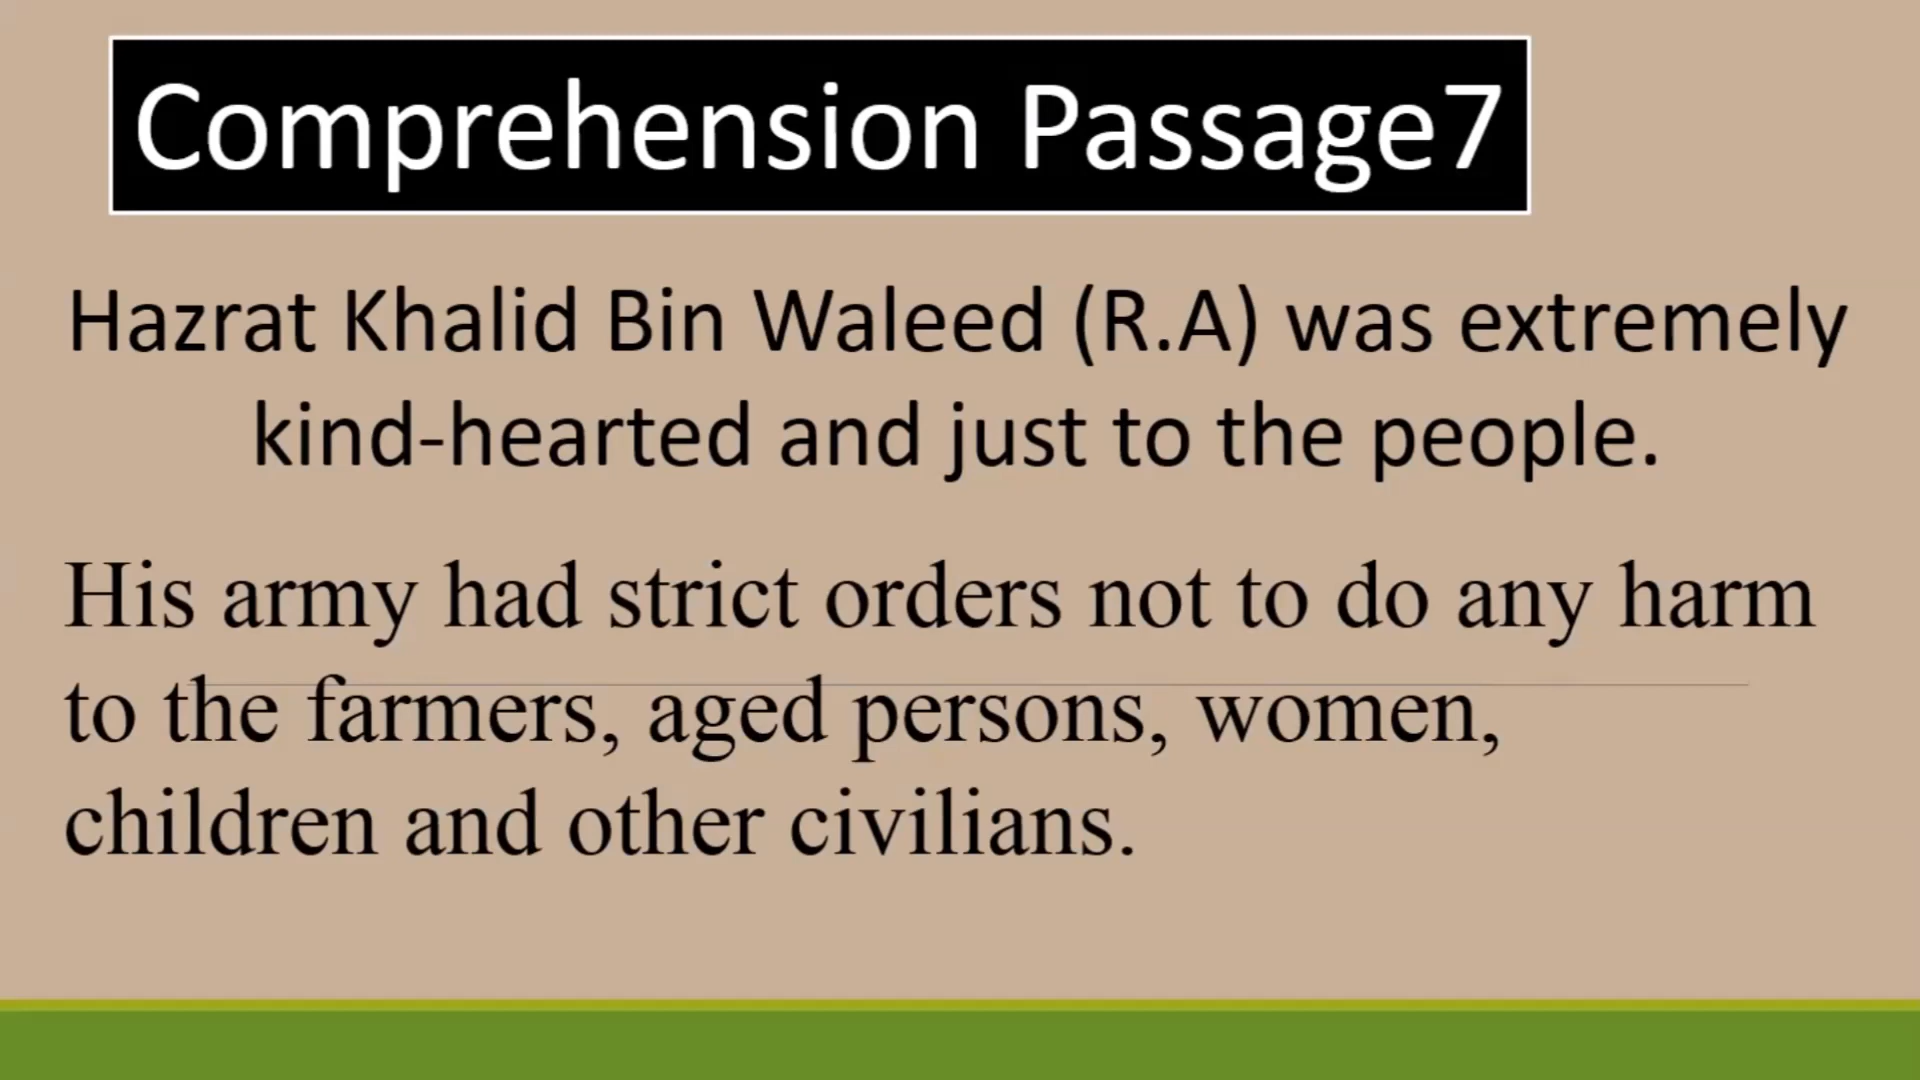 Comprehension Passage7
Hazrat Khalid Bin Waleed (R.A) was extremely
kind-hearted and just to the people.
His army had strict orders not to do any harm
to the farmers, aged persons, women,
children and other civilians.